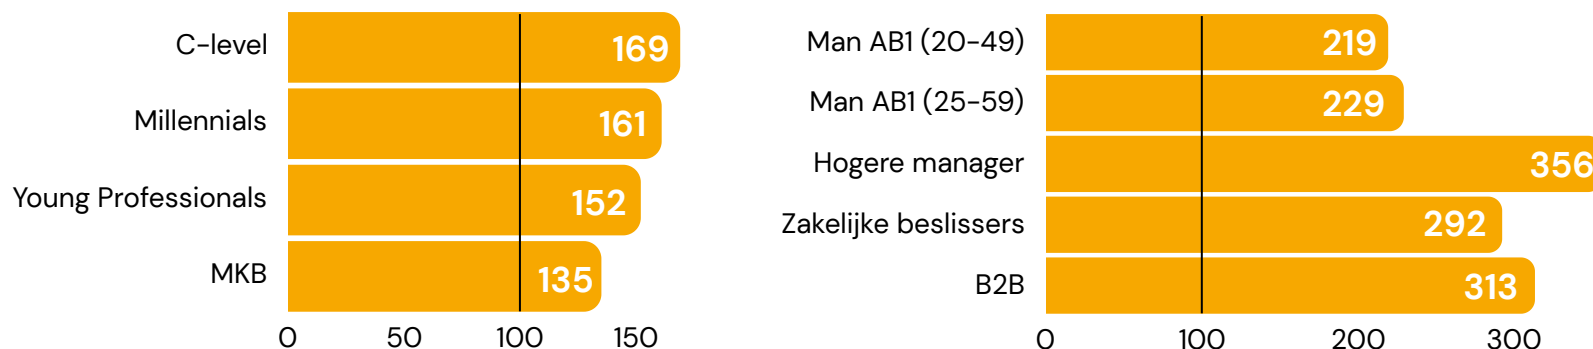 C-level 169
Millennials 161
Young Professionals 152
MKB 135
0 50 100 150
Man AB1 (20-49) 219
Man AB1 (25-59) 229
Hogere manager 356
Zakelijke beslissers 292
B2B 313
0 100 200 300